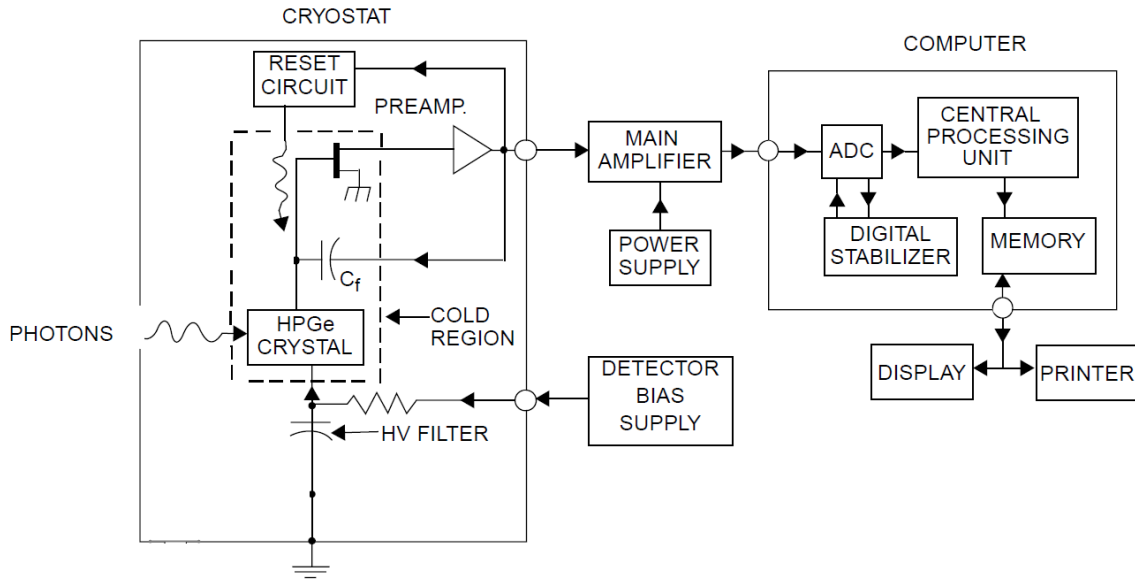 CRYOSTAT
COMPUTER
RESET
CIRCUIT
PREAMP.
MAIN
AMPLIFIER
ADC
CENTRAL
PROCESSING
UNIT
POWER
SUPPLY
DIGITAL
STABILIZER
MEMORY
Cf
PHOTONS
HPGe
CRYSTAL
COLD
REGION
DETECTOR
BIAS
SUPPLY
DISPLAY
PRINTER
HV FILTER